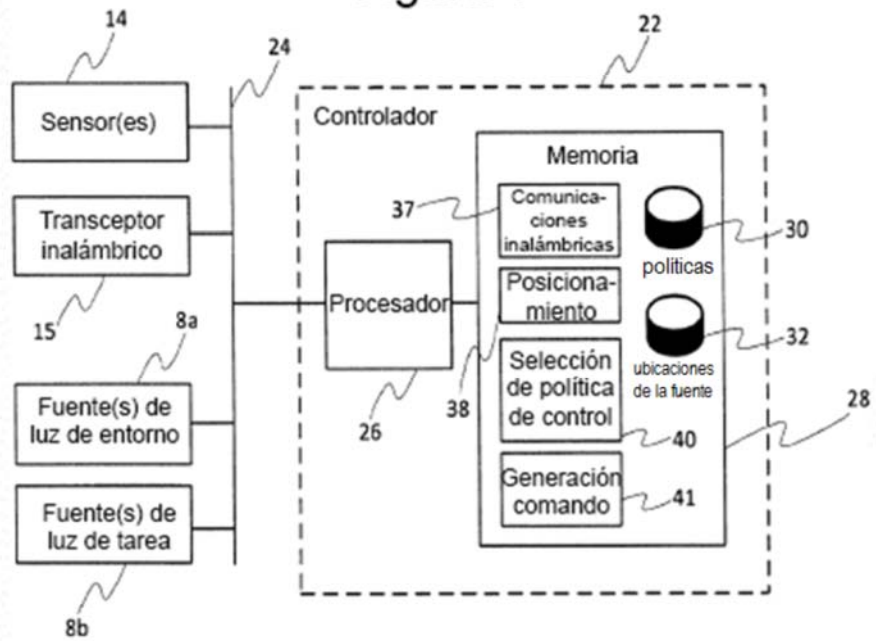 14
24
22
Sensor(es)
Controlador
Memoria
Transceptor
inalámbrico
15
37
Comunica-
ciones
inalámbricas
30
políticas
Procesador
26
Posiciona-
miento
38
32
ubicaciones
de la fuente
8a
Fuente(s) de
luz de entorno
Selección
de política
de control
40
28
Generación
comando
41
Fuente(s) de
luz de tarea
8b